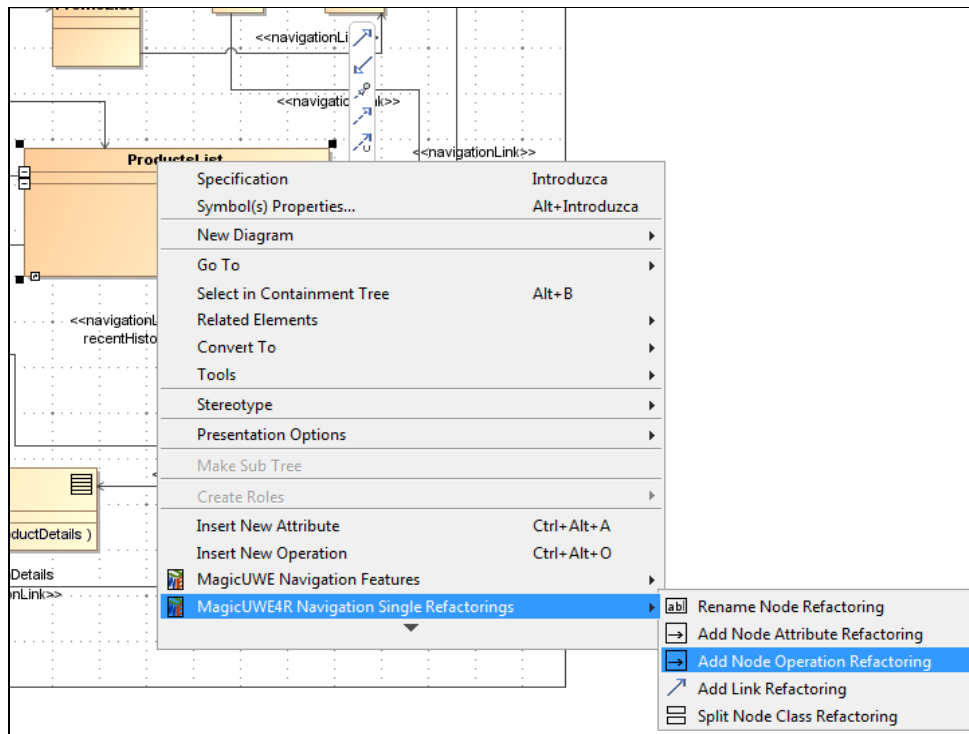 <<navigationLi
<<navigatio
k>>
<<navigationLink>>
ProductsList
Specification Introduzca
Symbol(s) Properties... Alt+Introduzca
New Diagram
Go To
Select in Containment Tree Alt+B
<<navigationL
Related Elements
recentHisto
Convert To
Tools
Stereotype
Presentation Options
Make Sub Tree
Create Roles
Insert New Attribute Ctrl+Alt+A
ductDetails )
Insert New Operation Ctrl+Alt+O
Details
MagicUWE Navigation Features
nLink>>
MagicUWE4R Navigation Single Refactorings
ab Rename Node Refactoring
Add Node Attribute Refactoring
Add Node Operation Refactoring
Add Link Refactoring
Split Node Class Refactoring